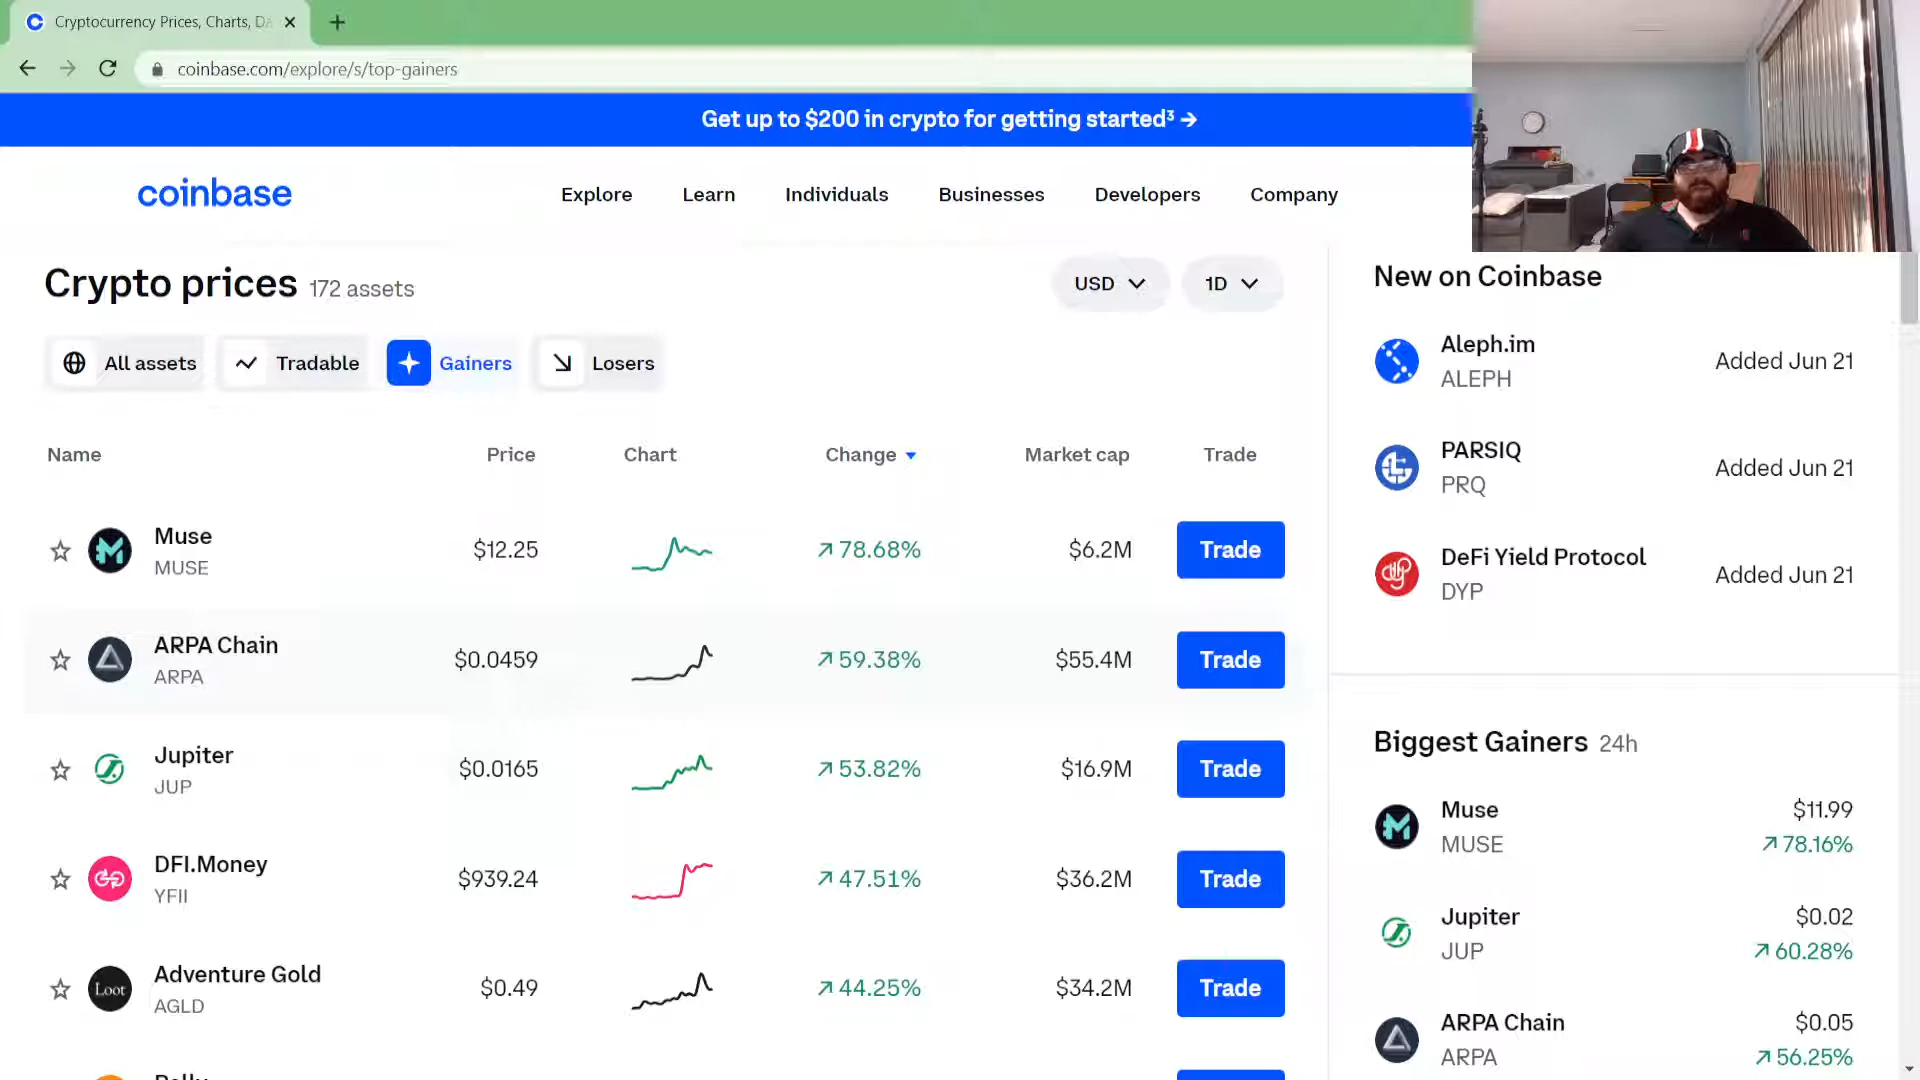 Cryptocurrency Prices, Charts, Da
coinbase.com/explore/s/top-gainers
Get up to $200 in crypto for getting started³ →
coinbase
Explore Learn Individuals Businesses Developers Company
Crypto prices 172 assets
USD 1D
All assets Tradable Gainers Losers
Name Price Chart Change Market cap Trade
Muse
MUSE
$12.25 78.68% $6.2M Trade
ARPA Chain
ARPA
$0.0459 59.38% $55.4M Trade
Jupiter
JUP
$0.0165 53.82% $16.9M Trade
DFI.Money
YFII
$939.24 47.51% $36.2M Trade
Loot
Adventure Gold
AGLD
$0.49 44.25% $34.2M Trade
New on Coinbase
Aleph.im
ALEPH
Added Jun 21
PARSIQ
PRQ
Added Jun 21
DeFi Yield Protocol
DYP
Added Jun 21
Biggest Gainers 24h
Muse $11.99
MUSE 78.16%
Jupiter $0.02
JUP 60.28%
ARPA Chain $0.05
ARPA 56.25%